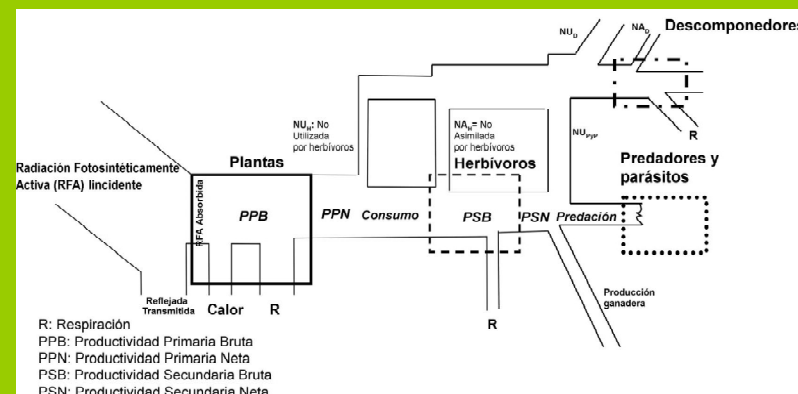 NU_D
NA_D
Descomponedores
NU_H: No
Utilizada
por herbívoros
NA_H= No
Asimilada
por herbívoros
NU_PyP
R
Radiación Fotosintéticamente
Activa (RFA) Iincidente
Plantas
Herbívoros
Predadores y
parásitos
RFA Absorbida
PPB
PPN
Consumo
PSB
PSN
Predación
Reflejada
Transmitida
Calor
R
R
Producción
ganadera
R: Respiración
PPB: Productividad Primaria Bruta
PPN: Productividad Primaria Neta
PSB: Productividad Secundaria Bruta
PSN: Productividad Secundaria Neta